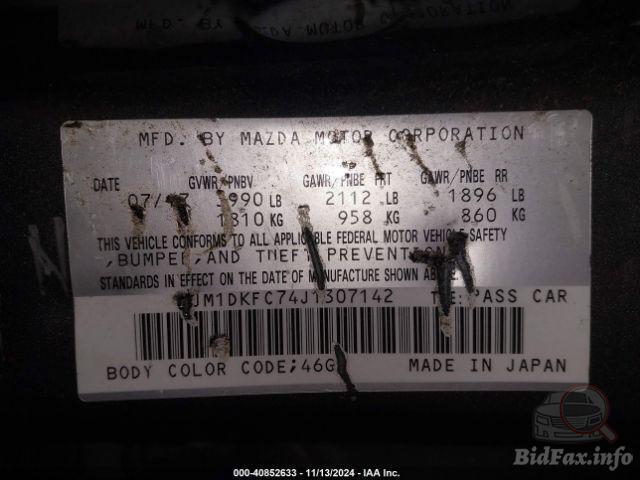 MFD. BY MAZDA MOTOR CORPORATION
DATE GVWR/PNBV GAWR/PNBE FRT GAWR/PNBE RR
07/ 990 LB 2112 LB 1896 LB
1810 KG 958 KG 860 KG
THIS VEHICLE CONFORMS TO ALL APPLICABLE FEDERAL MOTOR VEHICLE SAFETY
,BUMPER,AND THEFT PREVENTION
STANDARDS IN EFFECT ON THE DATE OF MANUFACTURE SHOWN ABOVE.
JM1DKFC74J1307142 PASS CAR
BODY COLOR CODE;46G MADE IN JAPAN
BidFax.info
000-40852633 - 11/13/2024 - IAA Inc.